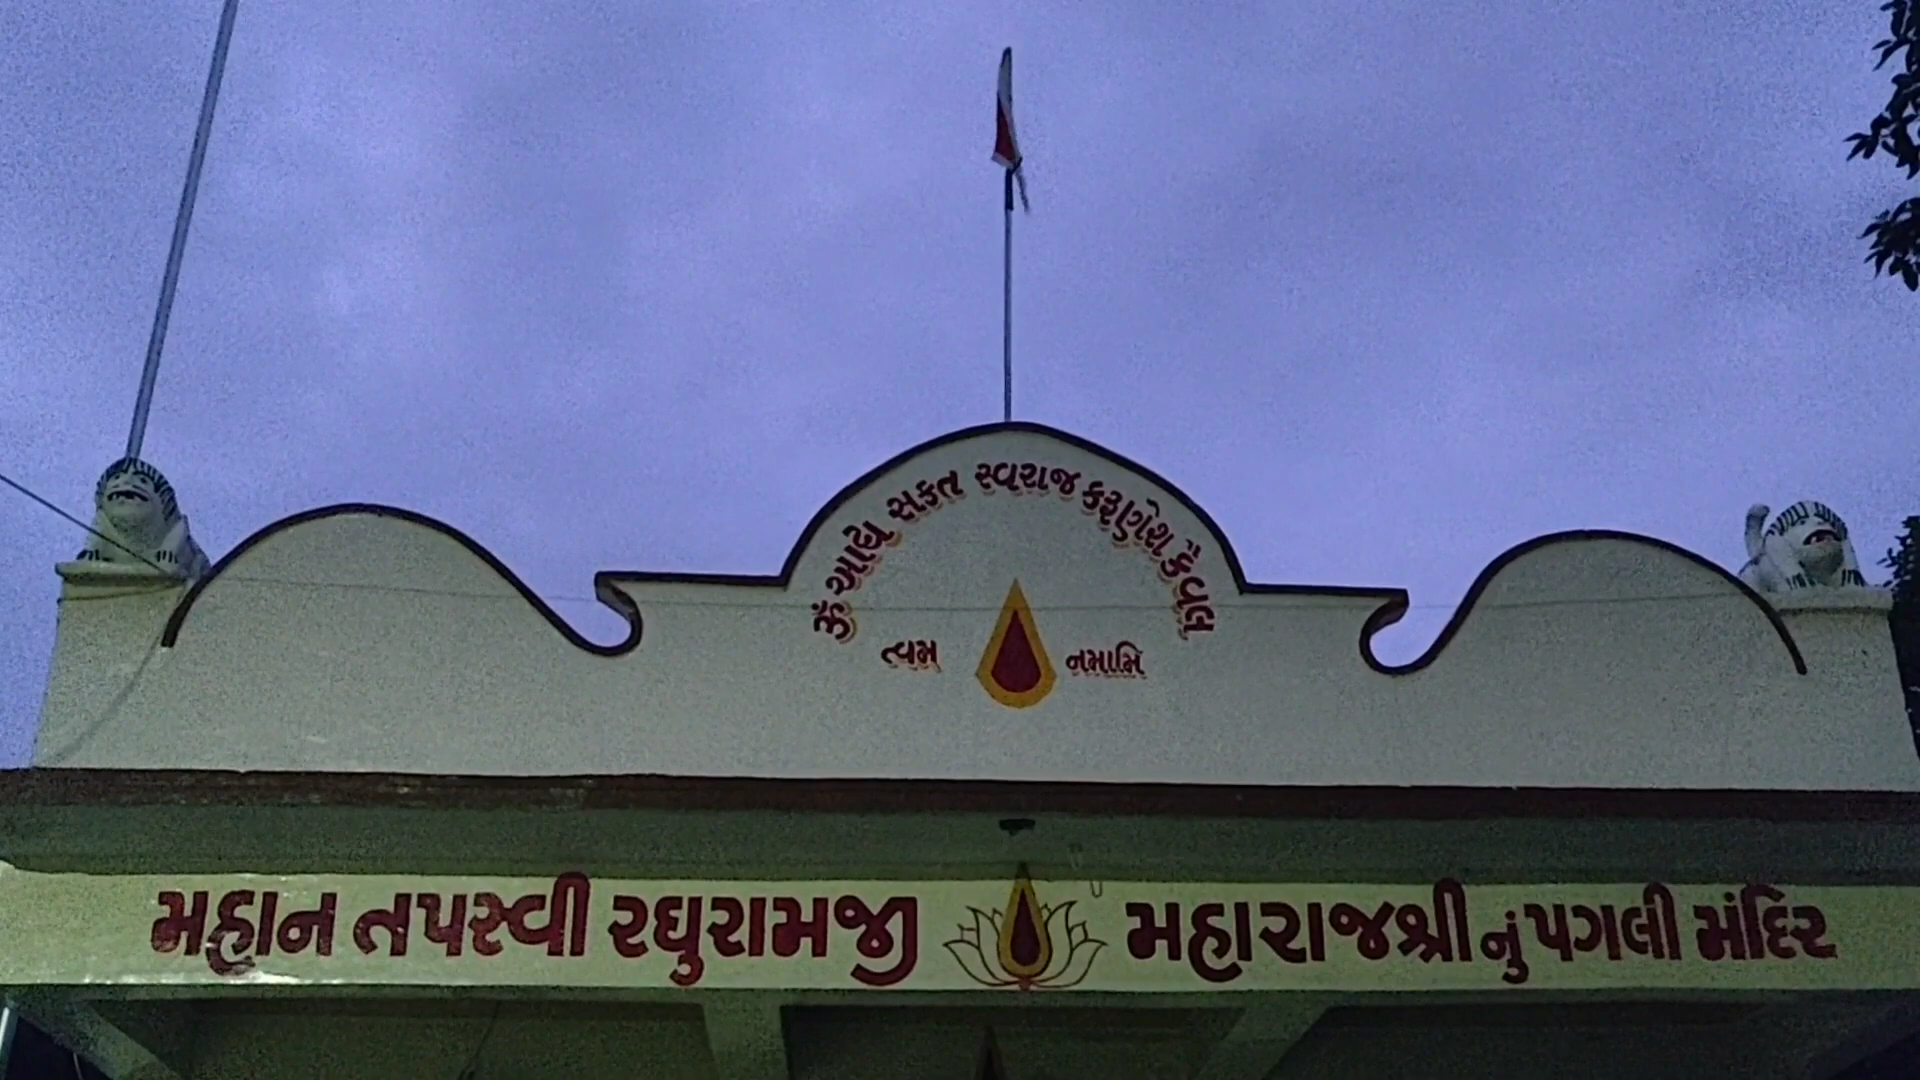 ૐ આદ્ય સકત સ્વરાજ કરૂણેશ કૈવલ
ત્વમ્ નમામિ
મહાન તપસ્વી રઘુરામજી મહારાજશ્રી નું પગલી મંદિર